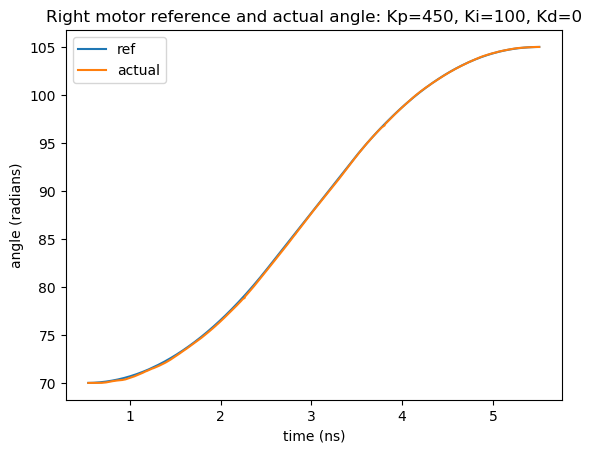 Right motor reference and actual angle: Kp=450, Ki=100, Kd=0
ref
actual
105
100
95
90
85
80
75
70
angle (radians)
1
2
3
4
5
time (ns)